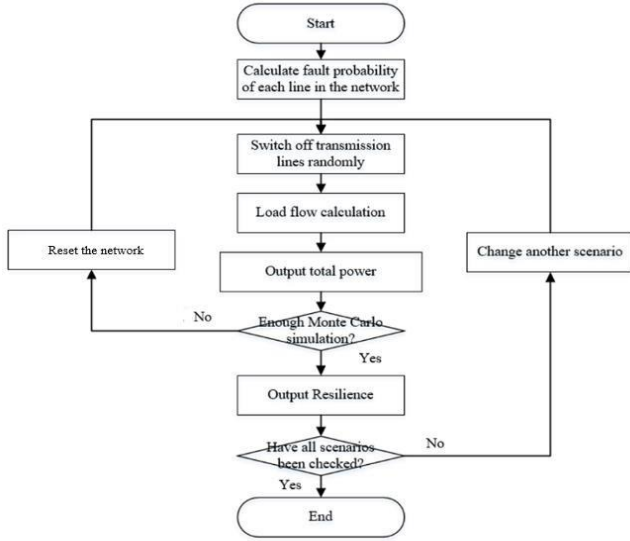 Start
Calculate fault probability
of each line in the network
Switch off transmission
lines randomly
Load flow calculation
Reset the network
Change another scenario
Output total power
No
Enough Monte Carlo
simulation?
Yes
Output Resilience
Have all scenarios
been checked?
No
Yes
End